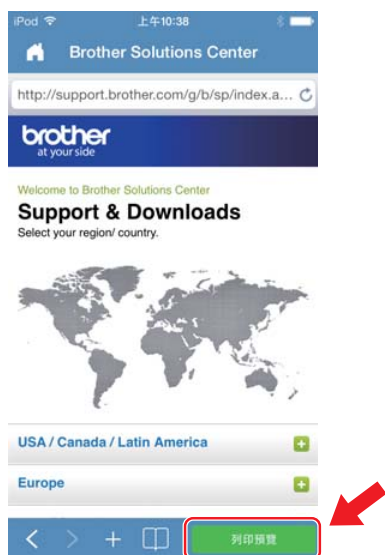 iPod 上午10:38
Brother Solutions Center
http://support.brother.com/g/b/sp/index.a...
brother
at your side
Welcome to Brother Solutions Center
Support & Downloads
Select your region/ country.
USA / Canada / Latin America
Europe
列印預覽